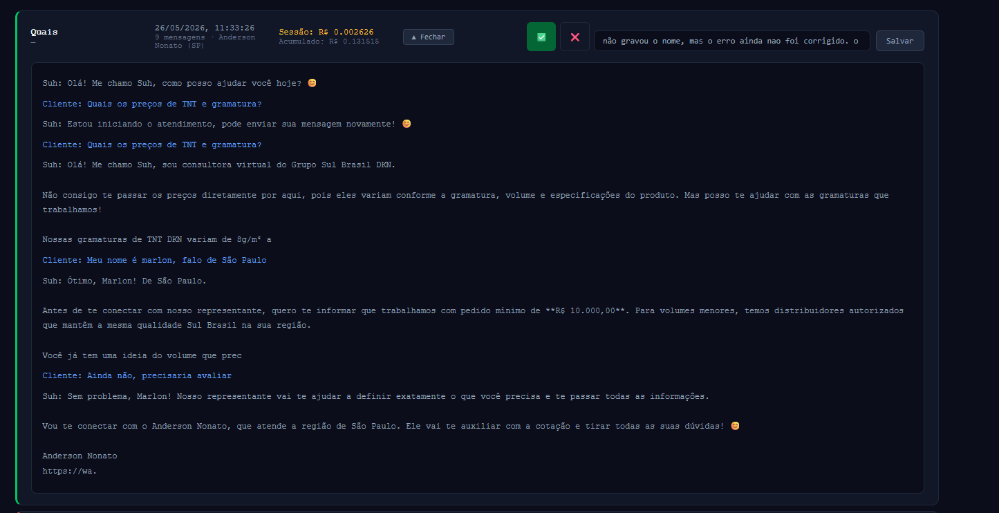 Quais
—
26/05/2026, 11:33:26
9 mensagens · Anderson
Nonato (SP)
Sessão: R$ 0.002626
Acumulado: R$ 0.131515
▲ Fechar
não gravou o nome, mas o erro ainda nao foi corrigido. o
Salvar
Suh: Olá! Me chamo Suh, como posso ajudar você hoje? 😊
Cliente: Quais os preços de TNT e gramatura?
Suh: Estou iniciando o atendimento, pode enviar sua mensagem novamente! 😊
Cliente: Quais os preços de TNT e gramatura?
Suh: Olá! Me chamo Suh, sou consultora virtual do Grupo Sul Brasil DKN.
Não consigo te passar os preços diretamente por aqui, pois eles variam conforme a gramatura, volume e especificações do produto. Mas posso te ajudar com as gramaturas que
trabalhamos!
Nossas gramaturas de TNT DKN variam de 8g/m² a
Cliente: Meu nome é marlon, falo de São Paulo
Suh: Ótimo, Marlon! De São Paulo.
Antes de te conectar com nosso representante, quero te informar que trabalhamos com pedido mínimo de **R$ 10.000,00**. Para volumes menores, temos distribuidores autorizados
que mantêm a mesma qualidade Sul Brasil na sua região.
Você já tem uma ideia do volume que prec
Cliente: Ainda não, precisaria avaliar
Suh: Sem problema, Marlon! Nosso representante vai te ajudar a definir exatamente o que você precisa e te passar todas as informações.
Vou te conectar com o Anderson Nonato, que atende a região de São Paulo. Ele vai te auxiliar com a cotação e tirar todas as suas dúvidas! 😊
Anderson Nonato
https://wa.